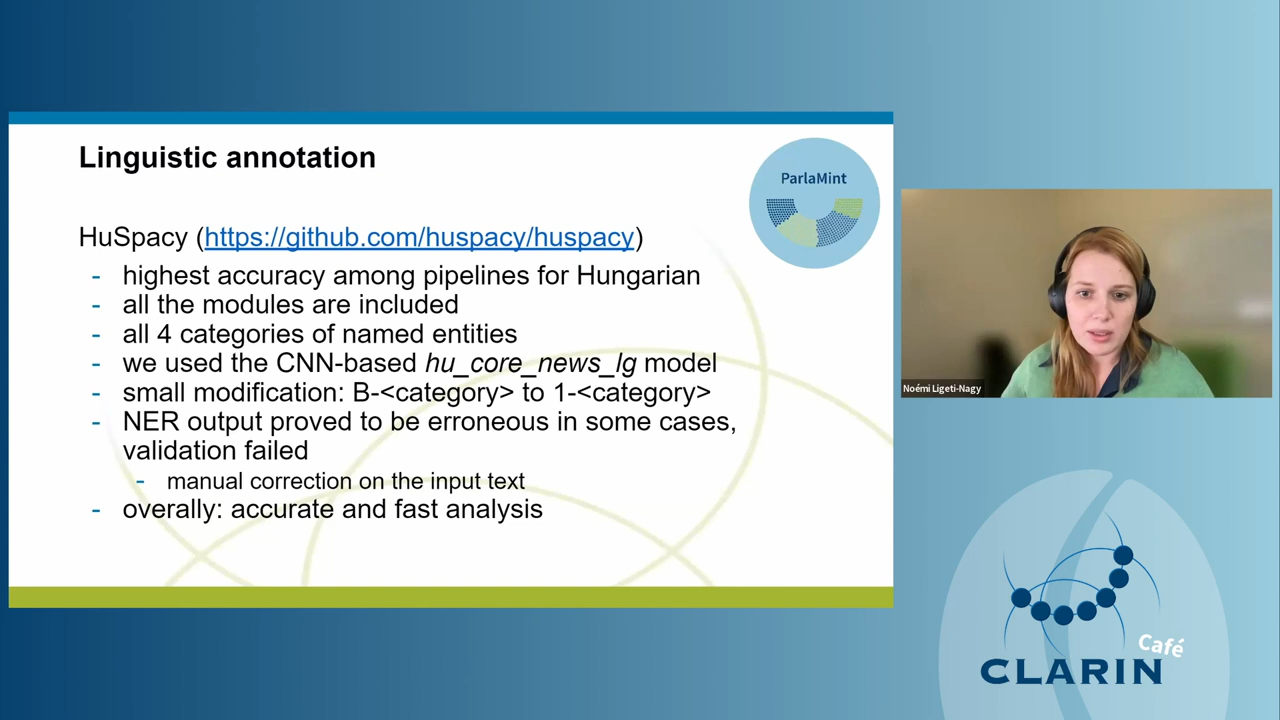 Linguistic annotation
ParlaMint
HuSpacy (https://github.com/huspacy/huspacy)
- highest accuracy among pipelines for Hungarian
- all the modules are included
- all 4 categories of named entities
- we used the CNN-based hu_core_news_lg model
- small modification: B-<category> to 1-<category>
- NER output proved to be erroneous in some cases,
validation failed
- manual correction on the input text
- overally: accurate and fast analysis
Noémi Ligeti-Nagy
Café
CLARIN